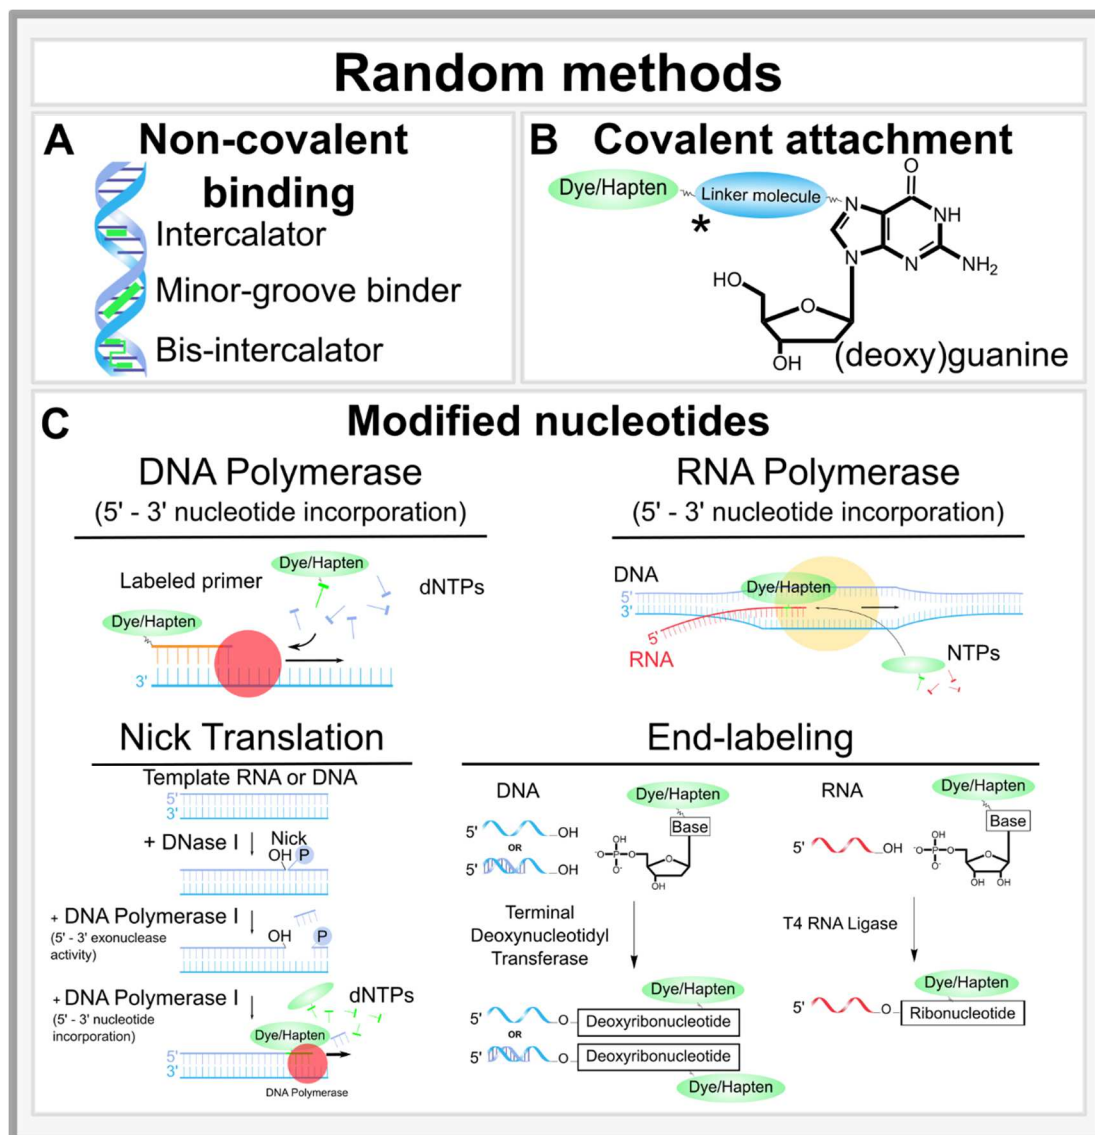 Random methods
A
Non-covalent
binding
Intercalator
Minor-groove binder
Bis-intercalator
B
Covalent attachment
Dye/Hapten
Linker molecule
*
N
O
NH
N
N
NH₂
HO
O
OH
(deoxy)guanine
C
Modified nucleotides
DNA Polymerase
(5' - 3' nucleotide incorporation)
Labeled primer
Dye/Hapten
dNTPs
Dye/Hapten
3'
RNA Polymerase
(5' - 3' nucleotide incorporation)
DNA
Dye/Hapten
5'
3'
5'
RNA
NTPs
Nick Translation
Template RNA or DNA
5'
3'
+ DNase I
Nick
OH
P
+ DNA Polymerase I
(5' - 3' exonuclease
activity)
OH
P
+ DNA Polymerase I
(5' - 3' nucleotide
incorporation)
dNTPs
Dye/Hapten
5'
3'
DNA Polymerase
End-labeling
DNA
Dye/Hapten
5'
OH
OR
5'
OH
Base
OH
-O
P
O
O-
O
OH
Terminal
Deoxynucleotidyl
Transferase
Dye/Hapten
5'
O
Deoxyribonucleotide
OR
5'
O
Deoxyribonucleotide
Dye/Hapten
RNA
Dye/Hapten
5'
OH
Base
OH
-O
P
O
O-
O
OH OH
T4 RNA Ligase
Dye/Hapten
5'
O
Ribonucleotide